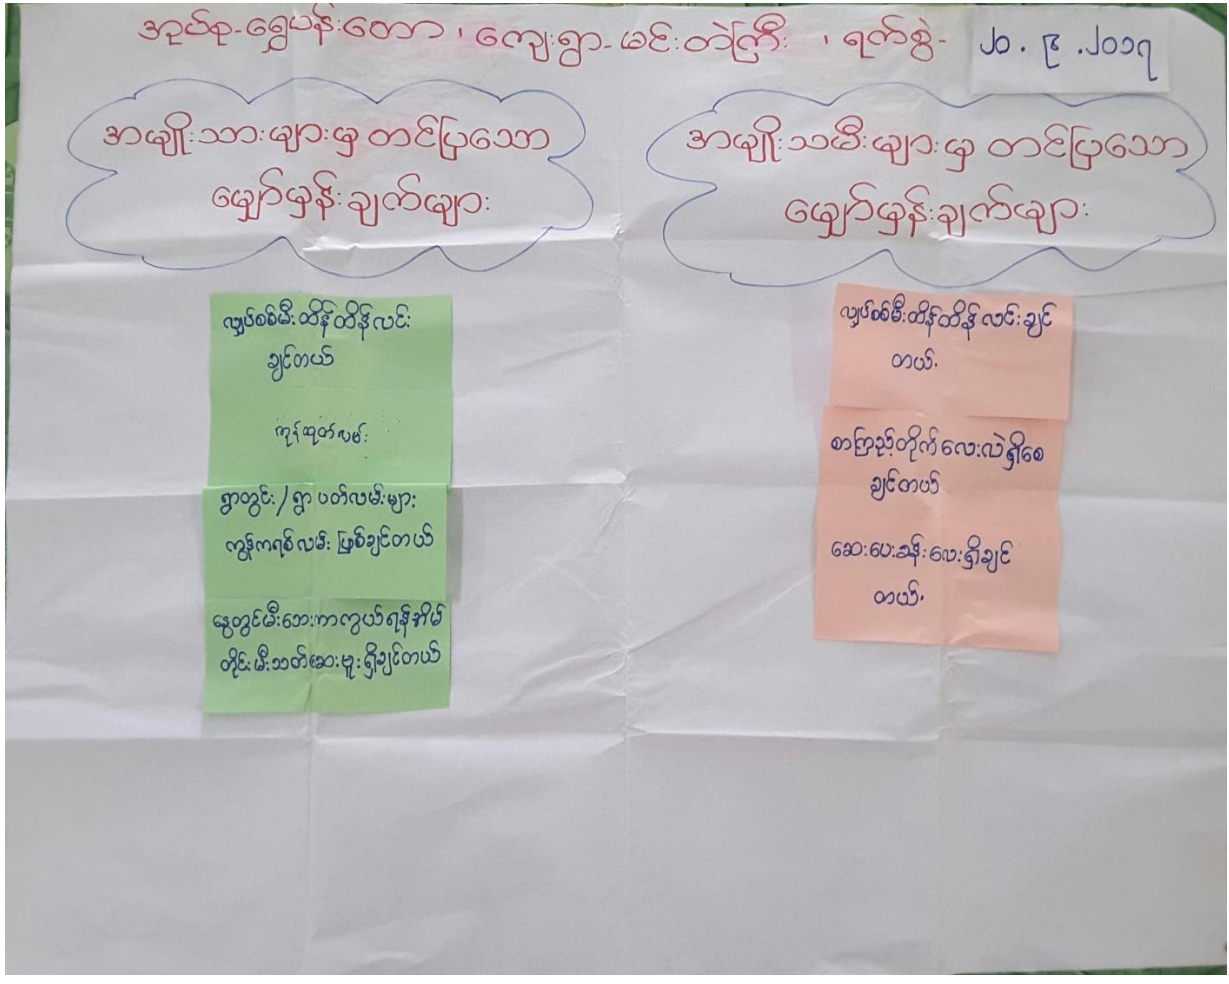 အုပ်စု-ရွှေပန်းတော၊ ကျေးရွာ-မင်းတဲကြီး ၊ ရက်စွဲ- ၂၀.၉.၂၀၁၇
အမျိုးသားများမှ တင်ပြသော
မျှော်မှန်းချက်များ
လျှပ်စစ်မီးထိန်ထိန်လင်း
ချင်တယ်
ကုန်ထုတ်လမ်း
ရွာတွင်း/ရွာပတ်လမ်းများ
ကွန်ကရစ်လမ်း ဖြစ်ချင်တယ်
နွေတွင်မီးဘေးကာကွယ်ရန်အိမ်
တိုင်းမီးသတ်ဆေးဗူးရှိချင်တယ်
အမျိုးသမီးများမှ တင်ပြသော
မျှော်မှန်းချက်များ
လျှပ်စစ်မီးထိန်ထိန်လင်းချင်
တယ်.
စာကြည့်တိုက်လေးလဲရှိစေ
ချင်တယ်
ဆေးပေးခန်းလေးရှိချင်
တယ်.